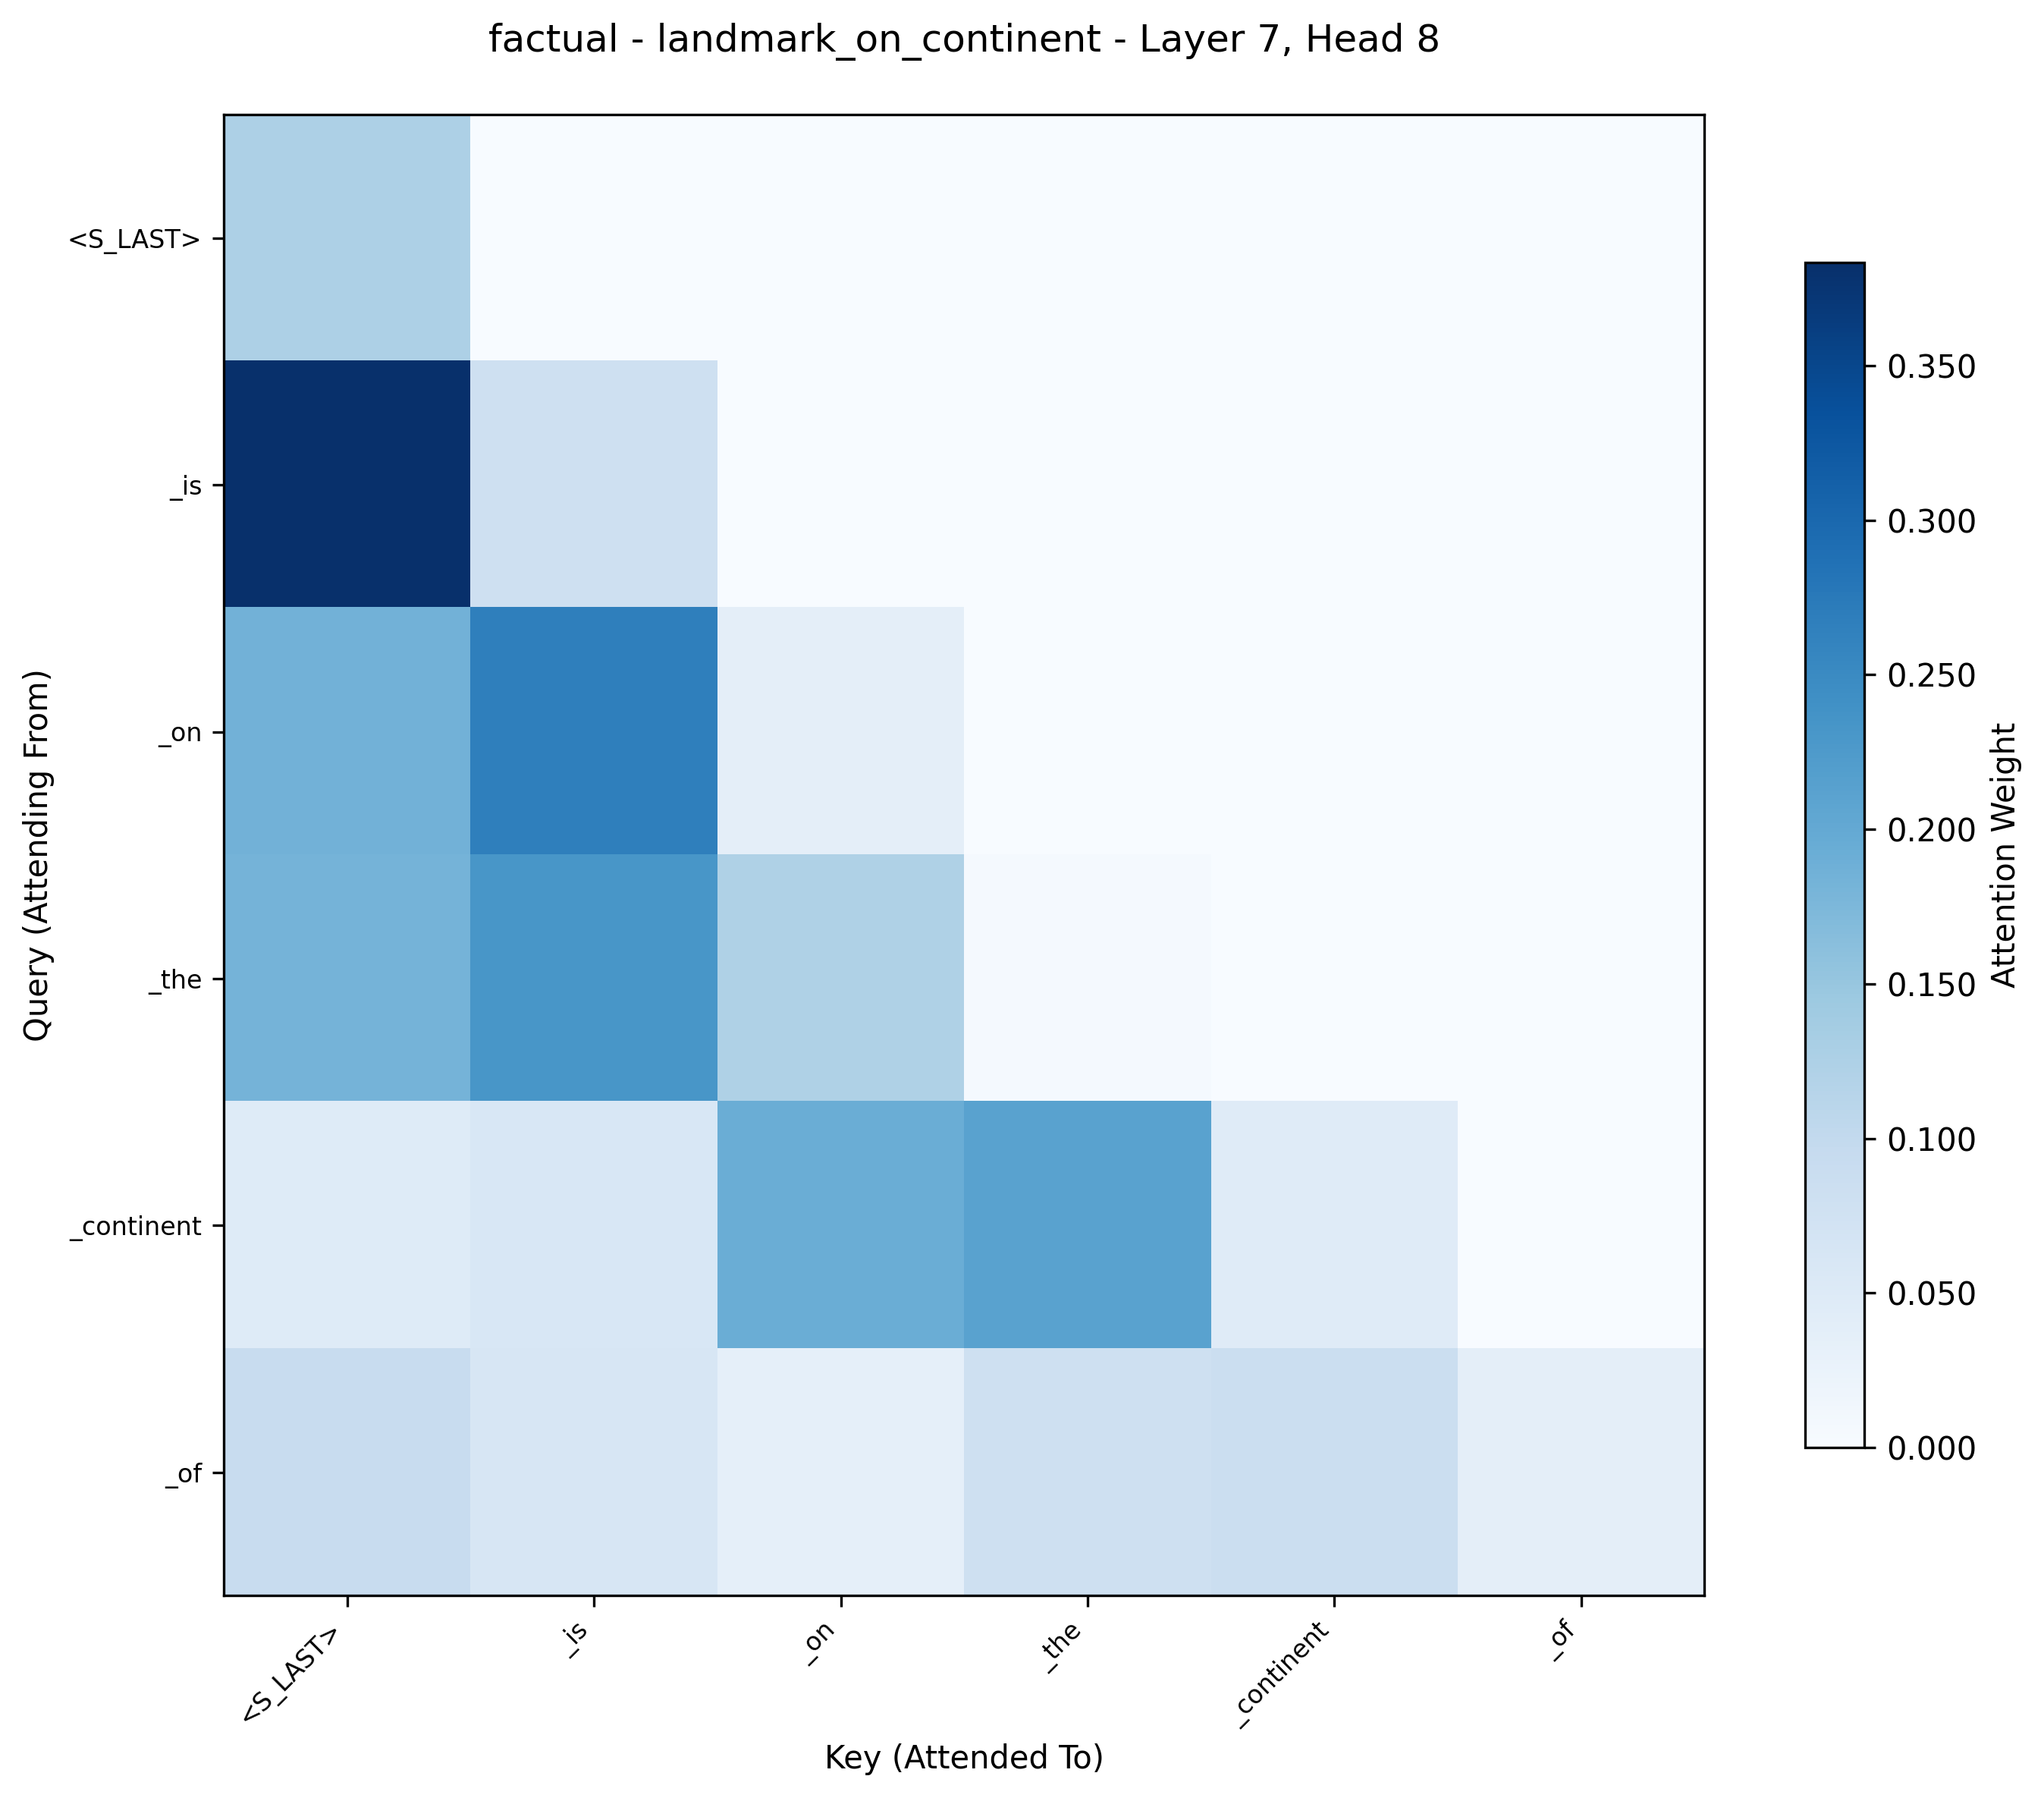 factual - landmark_on_continent - Layer 7, Head 8
Query (Attending From)
<S_LAST>
_is
_on
_the
_continent
_of
<S_LAST>
_is
_on
_the
_continent
_of
Key (Attended To)
0.350
0.300
0.250
0.200
0.150
0.100
0.050
0.000
Attention Weight